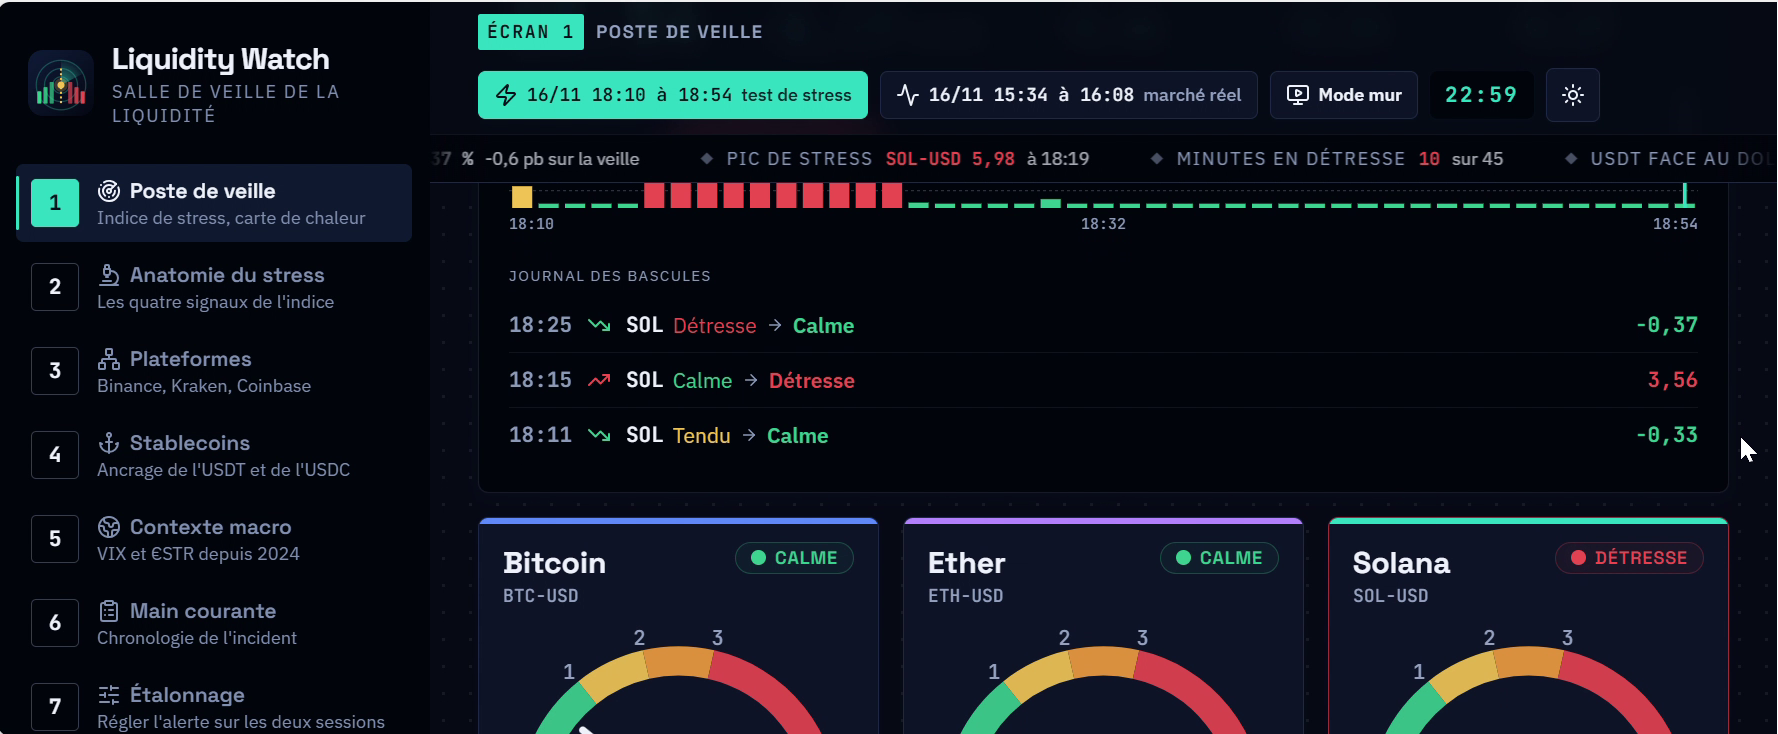 Liquidity Watch
SALLE DE VEILLE DE LA
LIQUIDITÉ
1 Poste de veille
Indice de stress, carte de chaleur
2 Anatomie du stress
Les quatre signaux de l'indice
3 Plateformes
Binance, Kraken, Coinbase
4 Stablecoins
Ancrage de l'USDT et de l'USDC
5 Contexte macro
VIX et €STR depuis 2024
6 Main courante
Chronologie de l'incident
7 Étalonnage
Régler l'alerte sur les deux sessions
ÉCRAN 1 POSTE DE VEILLE
16/11 18:10 à 18:54 test de stress 16/11 15:34 à 16:08 marché réel Mode mur 22:59
37 % -0,6 pb sur la veille ◆ PIC DE STRESS SOL-USD 5,98 à 18:19 ◆ MINUTES EN DÉTRESSE 10 sur 45 ◆ USDT FACE AU DOL
18:10 18:32 18:54
JOURNAL DES BASCULES
18:25 SOL Détresse → Calme -0,37
18:15 SOL Calme → Détresse 3,56
18:11 SOL Tendu → Calme -0,33
Bitcoin CALME
BTC-USD
1 2 3
Ether CALME
ETH-USD
1 2 3
Solana DÉTRESSE
SOL-USD
1 2 3